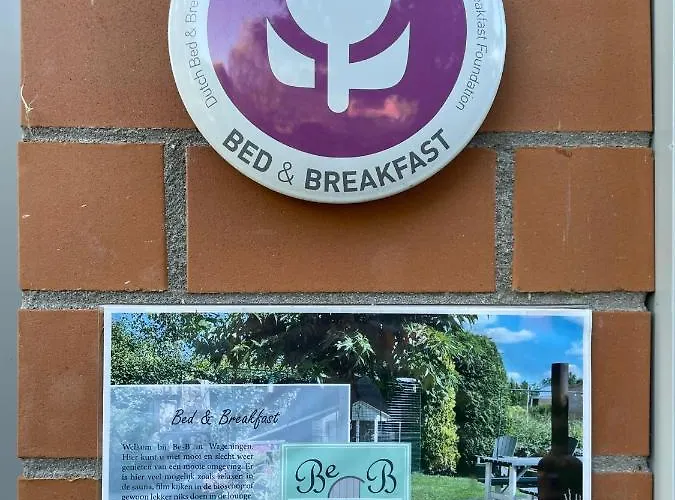 Dutch Bed & Bre
eakfast Foundation
BED & BREAKFAST
Bed & Breakfast
Welkom bij Be-B in Wageningen.
Hier kunt u met mooi en slecht weer
genieten van een mooie omgeving. Er
is hier veel mogelijk zoals relaxen in
de sauna, film kijken in de bioscoop of
gewoon lekker niks doen in de lounge.
Be B